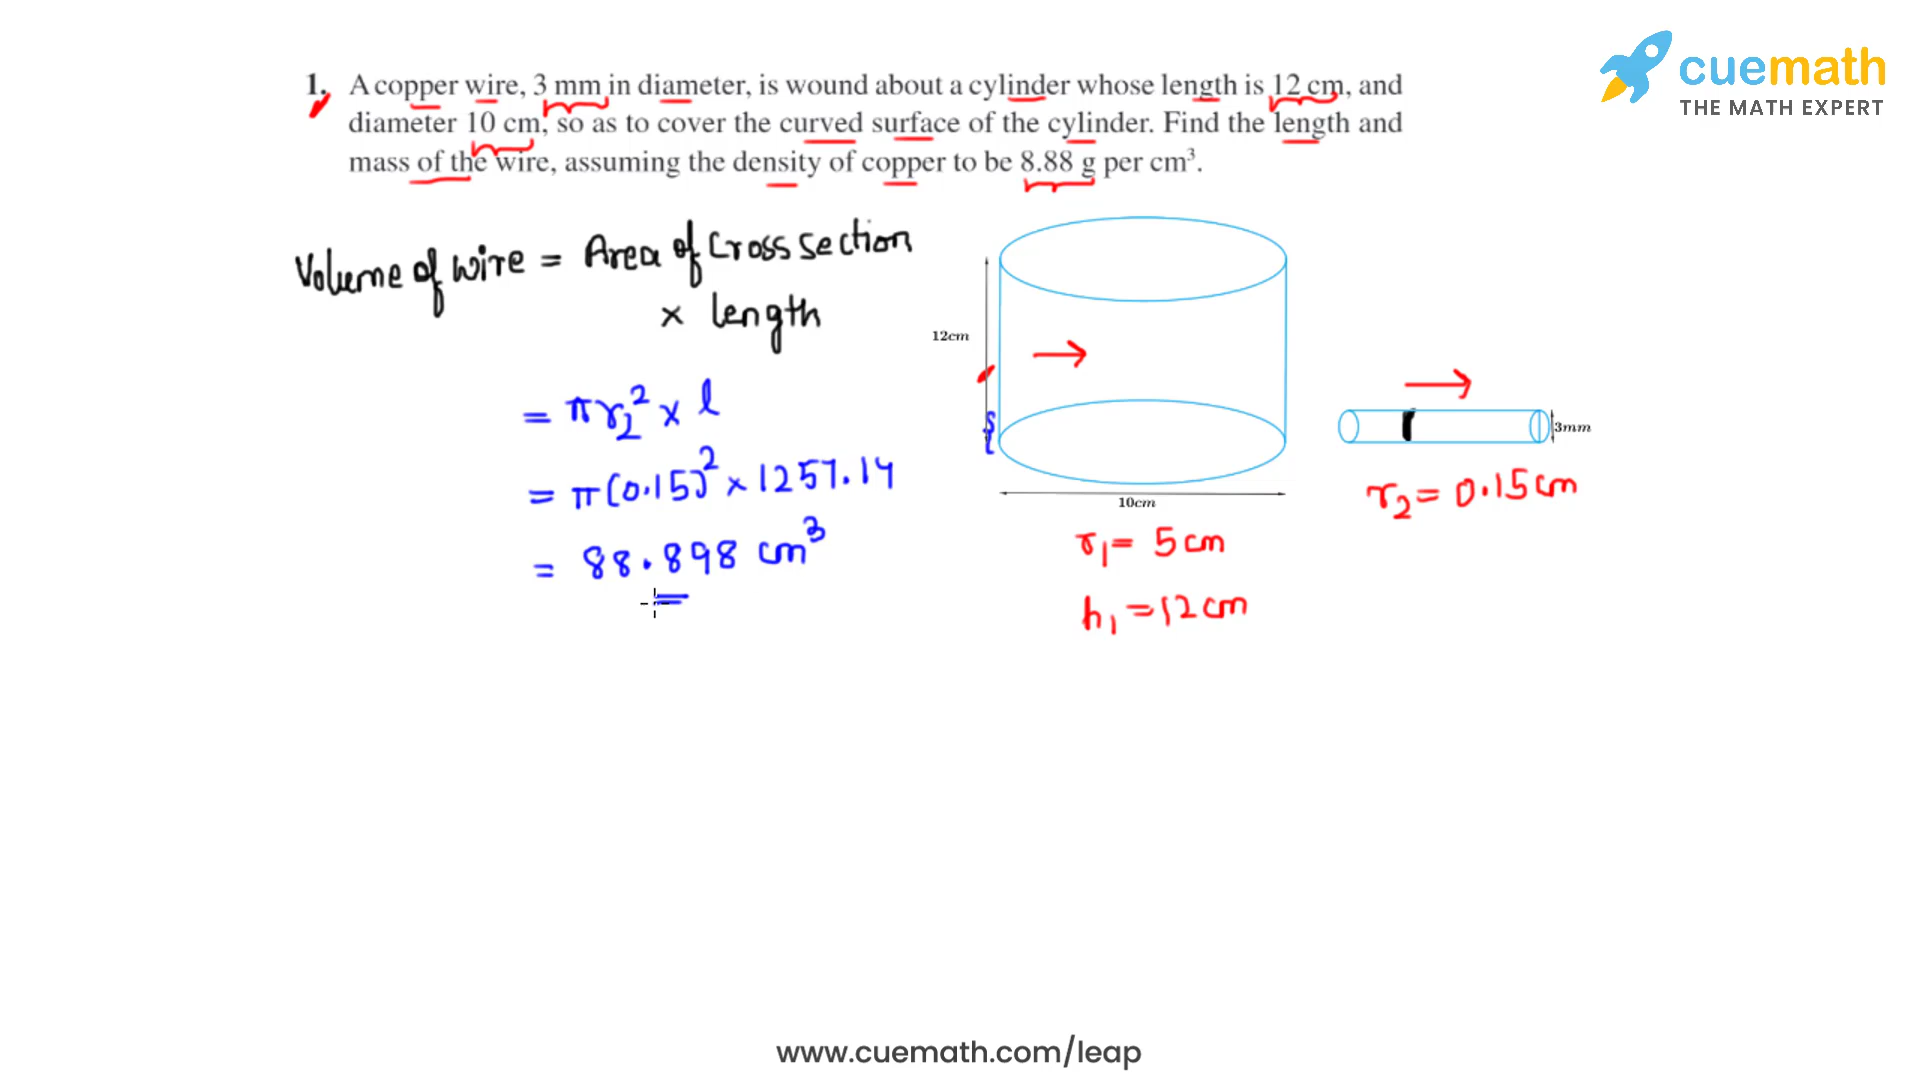 cuemath
THE MATH EXPERT
1. A copper wire, 3 mm in diameter, is wound about a cylinder whose length is 12 cm, and
diameter 10 cm, so as to cover the curved surface of the cylinder. Find the length and
mass of the wire, assuming the density of copper to be 8.88 g per cm³.
Volume of wire = Area of Cross section
× length
= πr₂² × l
= π(0.15)² × 1257.14
= 88.898 cm³
12cm
10cm
r₁ = 5cm
h₁ = 12cm
3mm
r₂ = 0.15cm
www.cuemath.com/leap